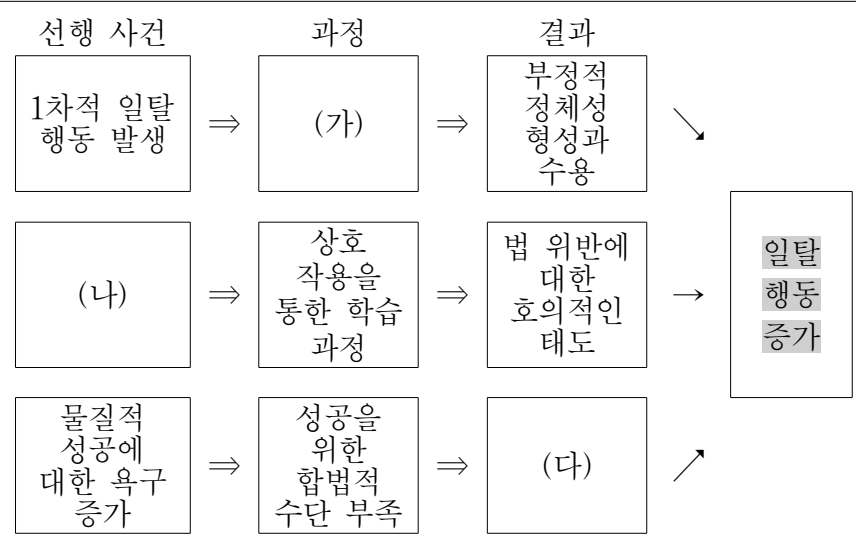 선행 사건
과정
결과
1차적 일탈
행동 발생
⇒
(가)
⇒
부정적
정체성
형성과
수용
↘
(나)
⇒
상호
작용을
통한 학습
과정
⇒
법 위반에
대한
호의적인
태도
→
물질적
성공에
대한 욕구
증가
⇒
성공을
위한
합법적
수단 부족
⇒
(다)
↗
일탈
행동
증가